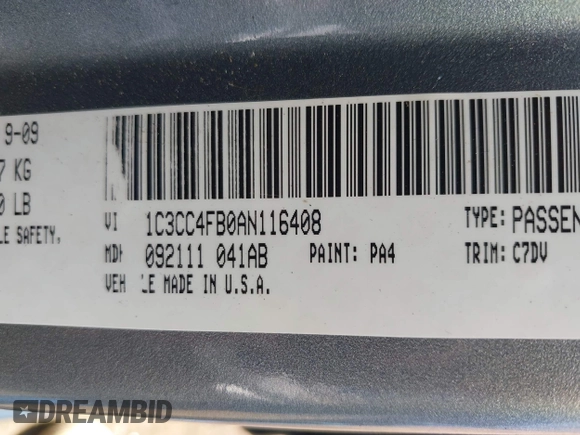 9-09
7 KG
0 LB
LE SAFETY,
VI 1C3CC4FB0AN116408 TYPE: PASSEN
MDH 092111 041AB PAINT: PA4 TRIM: C7DV
VEH LE MADE IN U.S.A.
DREAMBID